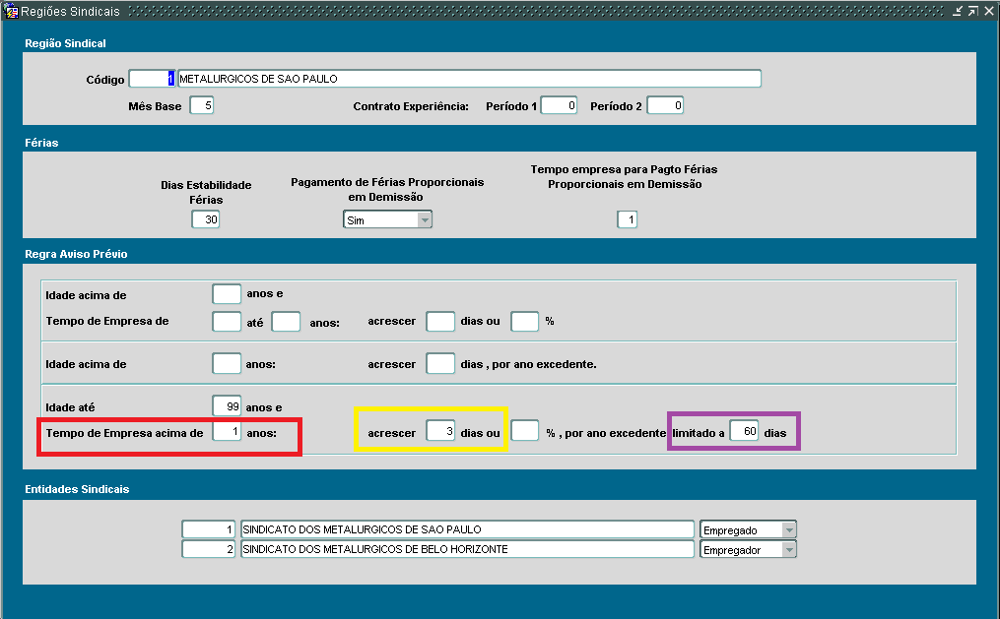 Regiões Sindicais
Região Sindical
Código 1 METALURGICOS DE SAO PAULO
Mês Base 5 Contrato Experiência: Período 1 0 Período 2 0
Férias
Dias Estabilidade
Férias
30
Pagamento de Férias Proporcionais
em Demissão
Sim
Tempo empresa para Pagto Férias
Proporcionais em Demissão
1
Regra Aviso Prévio
Idade acima de anos e
Tempo de Empresa de até anos: acrescer dias ou %
Idade acima de anos: acrescer dias , por ano excedente.
Idade até 99 anos e
Tempo de Empresa acima de 1 anos: acrescer 3 dias ou % , por ano excedente limitado a 60 dias
Entidades Sindicais
1 SINDICATO DOS METALURGICOS DE SAO PAULO Empregado
2 SINDICATO DOS METALURGICOS DE BELO HORIZONTE Empregador